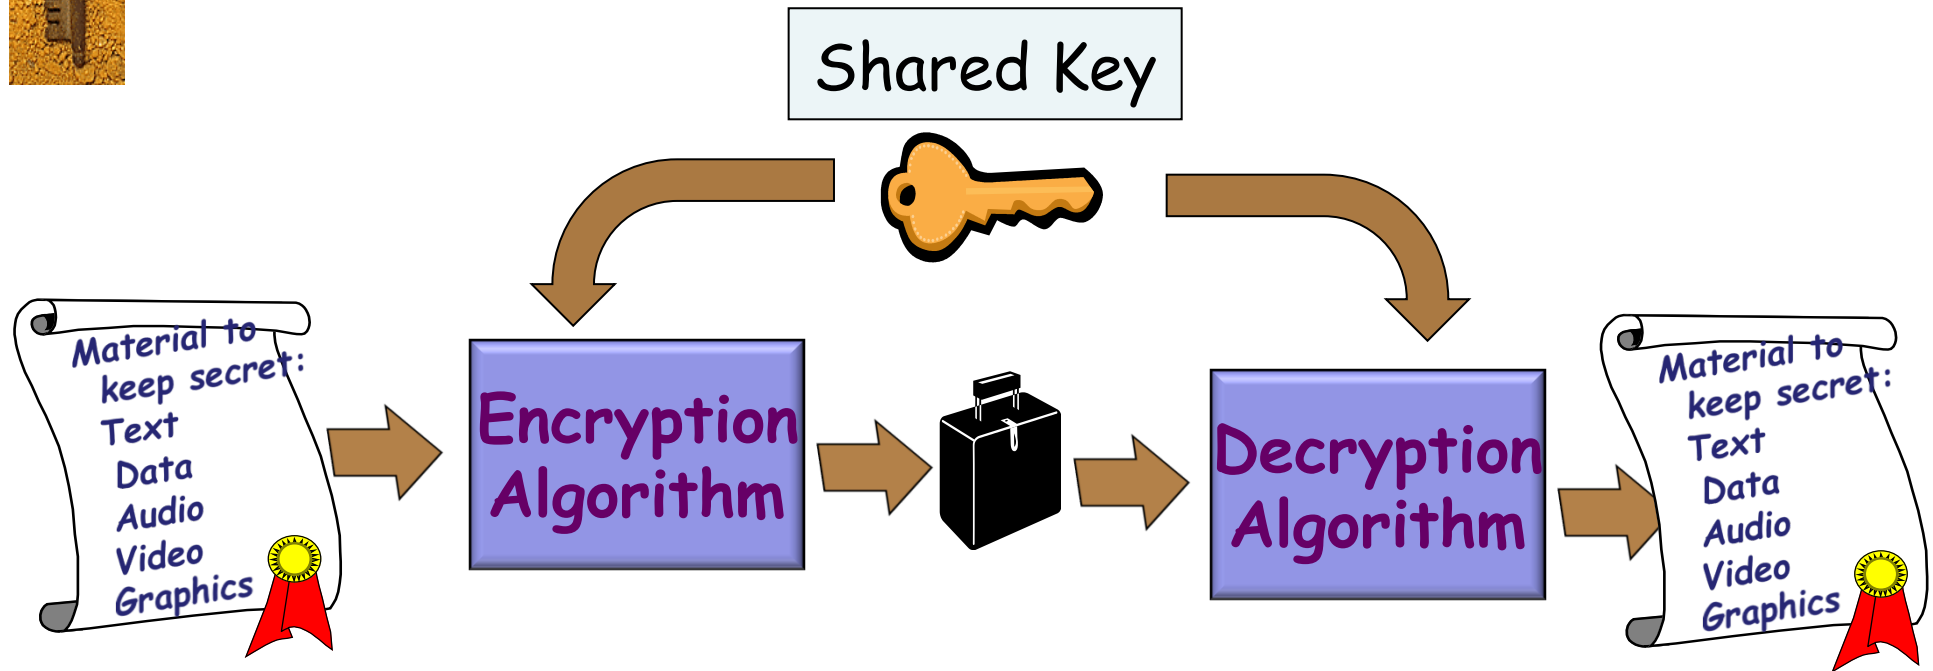 Shared Key
Material to
keep secret:
Text
Data
Audio
Video
Graphics
Encryption
Algorithm
Decryption
Algorithm
Material to
keep secret:
Text
Data
Audio
Video
Graphics